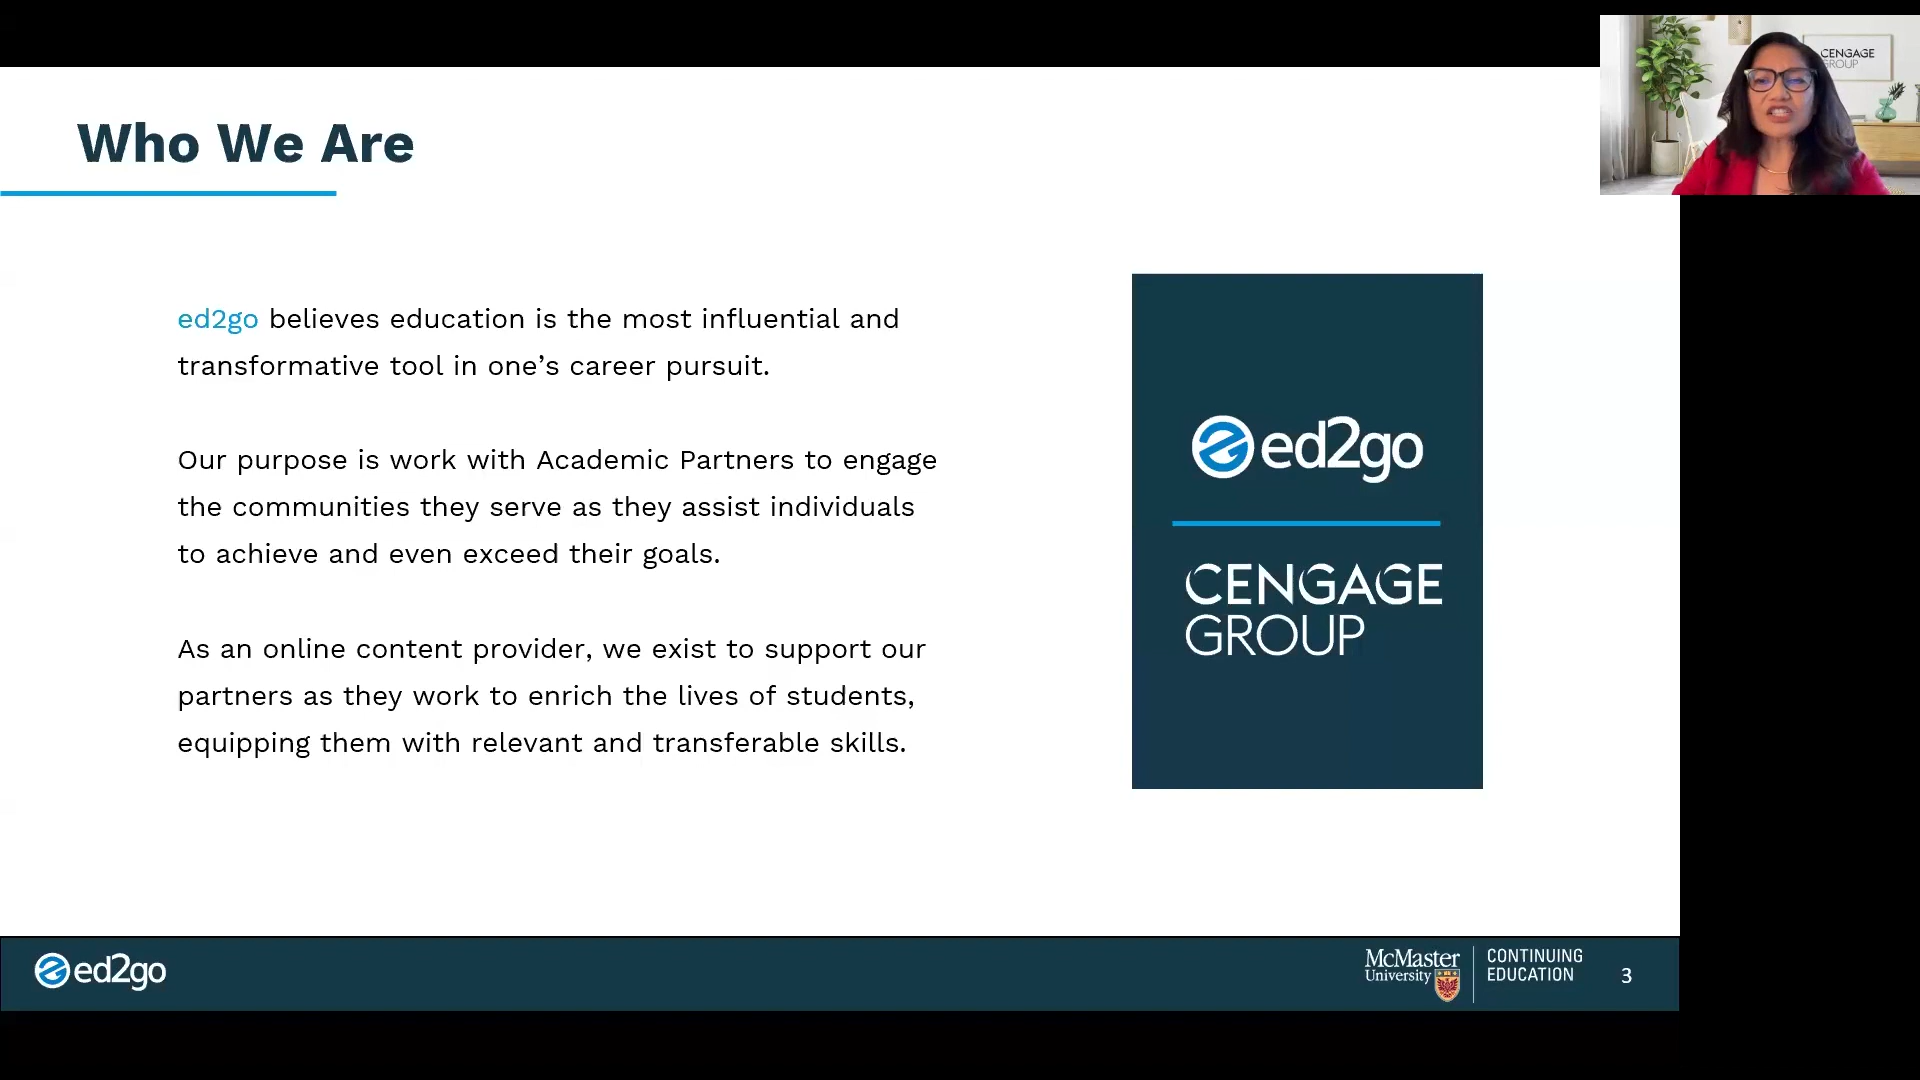 Who We Are
ed2go believes education is the most influential and
transformative tool in one’s career pursuit.
Our purpose is work with Academic Partners to engage
the communities they serve as they assist individuals
to achieve and even exceed their goals.
As an online content provider, we exist to support our
partners as they work to enrich the lives of students,
equipping them with relevant and transferable skills.
ed2go
CENGAGE
GROUP
CENGAGE
GROUP
ed2go
McMaster
University
CONTINUING
EDUCATION
3